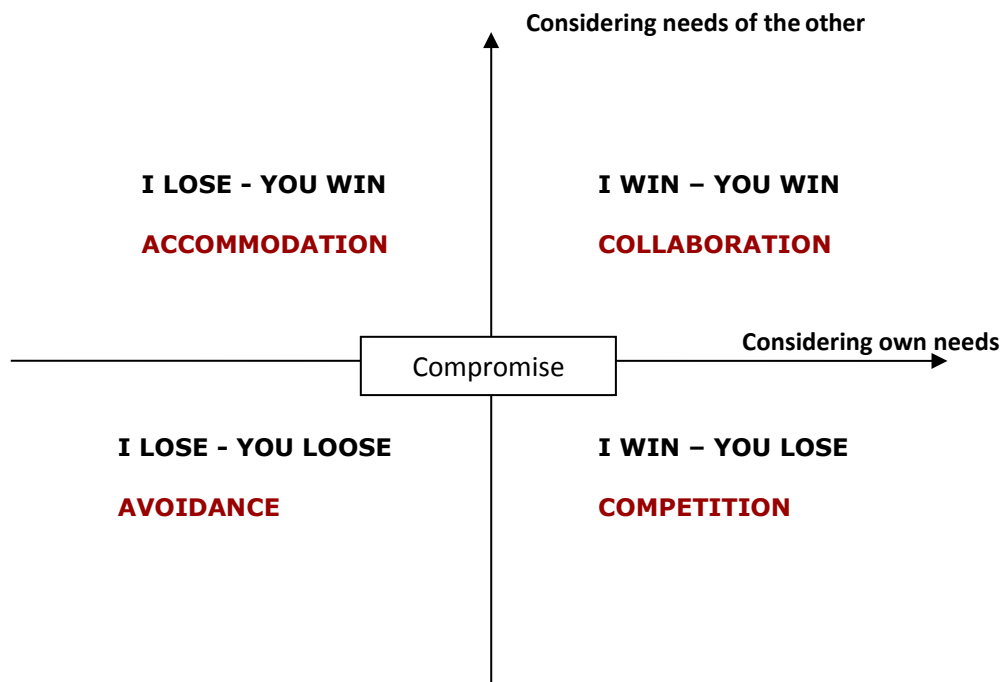 Considering needs of the other
I LOSE - YOU WIN
ACCOMMODATION
I WIN – YOU WIN
COLLABORATION
Considering own needs
Compromise
I LOSE - YOU LOOSE
AVOIDANCE
I WIN – YOU LOSE
COMPETITION